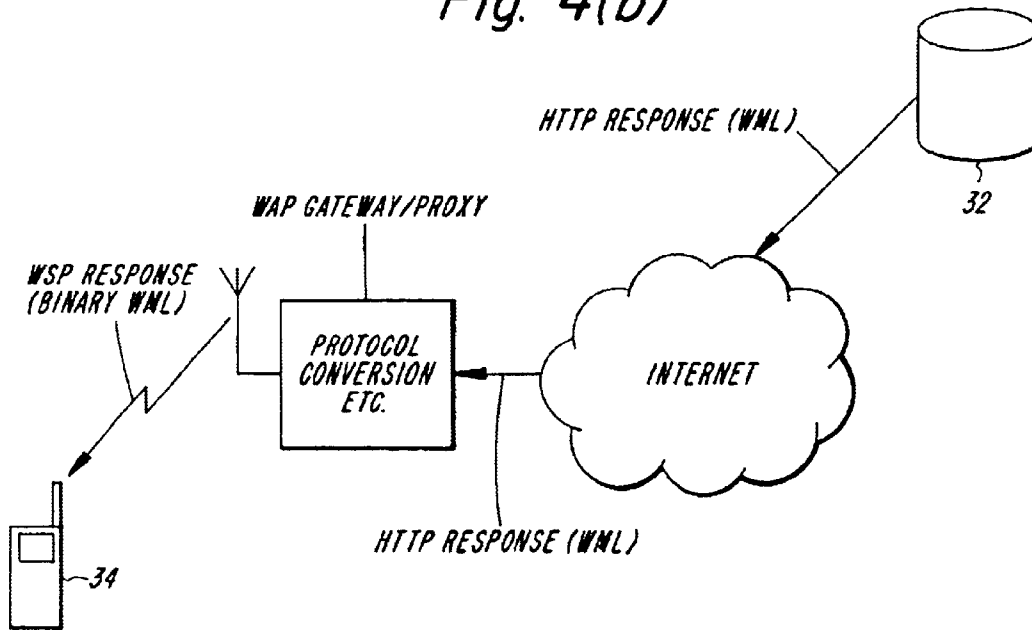 Fig. 4(b)
HTTP RESPONSE (WML)
32
WAP GATEWAY/PROXY
WSP RESPONSE
(BINARY WML)
PROTOCOL
CONVERSION
ETC.
INTERNET
HTTP RESPONSE (WML)
34